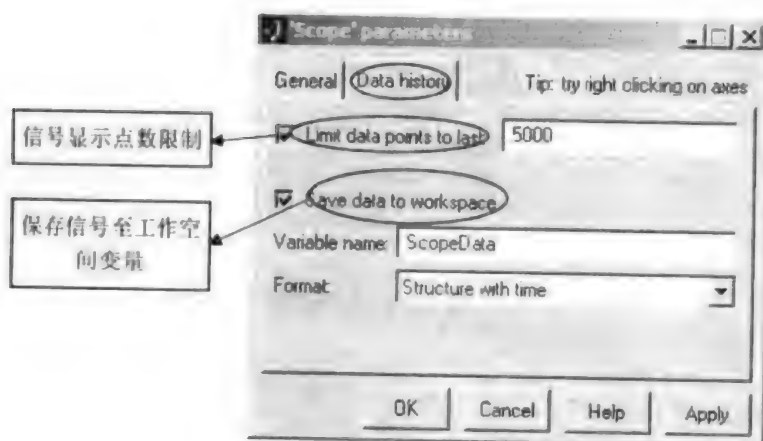 'Scope' parameters
General Data history Tip: try right clicking on axes
信号显示点数限制
Limit data points to last 5000
保存信号至工作空
间变量
Save data to workspace
Variable name: ScopeData
Format: Structure with time
OK Cancel Help Apply